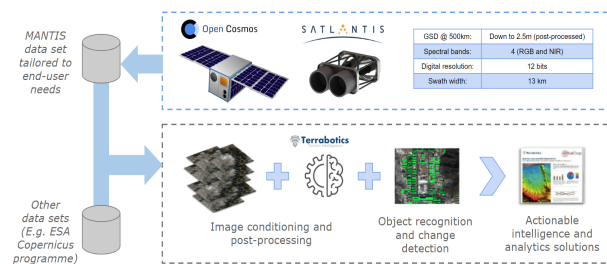 MANTIS
data set
tailored to
end-user
needs
Open Cosmos
SATLANTIS
GSD @ 500km: Down to 2.5m (post-processed)
Spectral bands: 4 (RGB and NIR)
Digital resolution: 12 bits
Swath width: 13 km
Terrabotics
Image conditioning and
post-processing
Object recognition
and change
detection
Actionable
intelligence and
analytics solutions
Other
data sets
(E.g. ESA
Copernicus
programme)